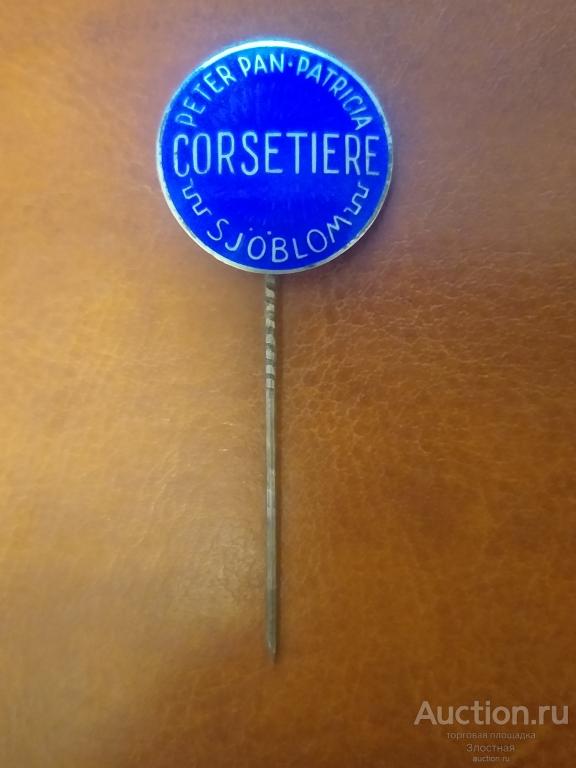 PETER PAN · PATRICIA
CORSETIERE
SJÖBLOM
Auction.ru
торговая площадка
Злостная
auction.ru